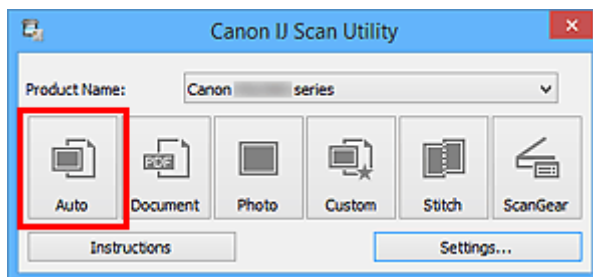 Canon IJ Scan Utility
Product Name: Canon series
PDF
Auto Document Photo Custom Stitch ScanGear
Instructions Settings...